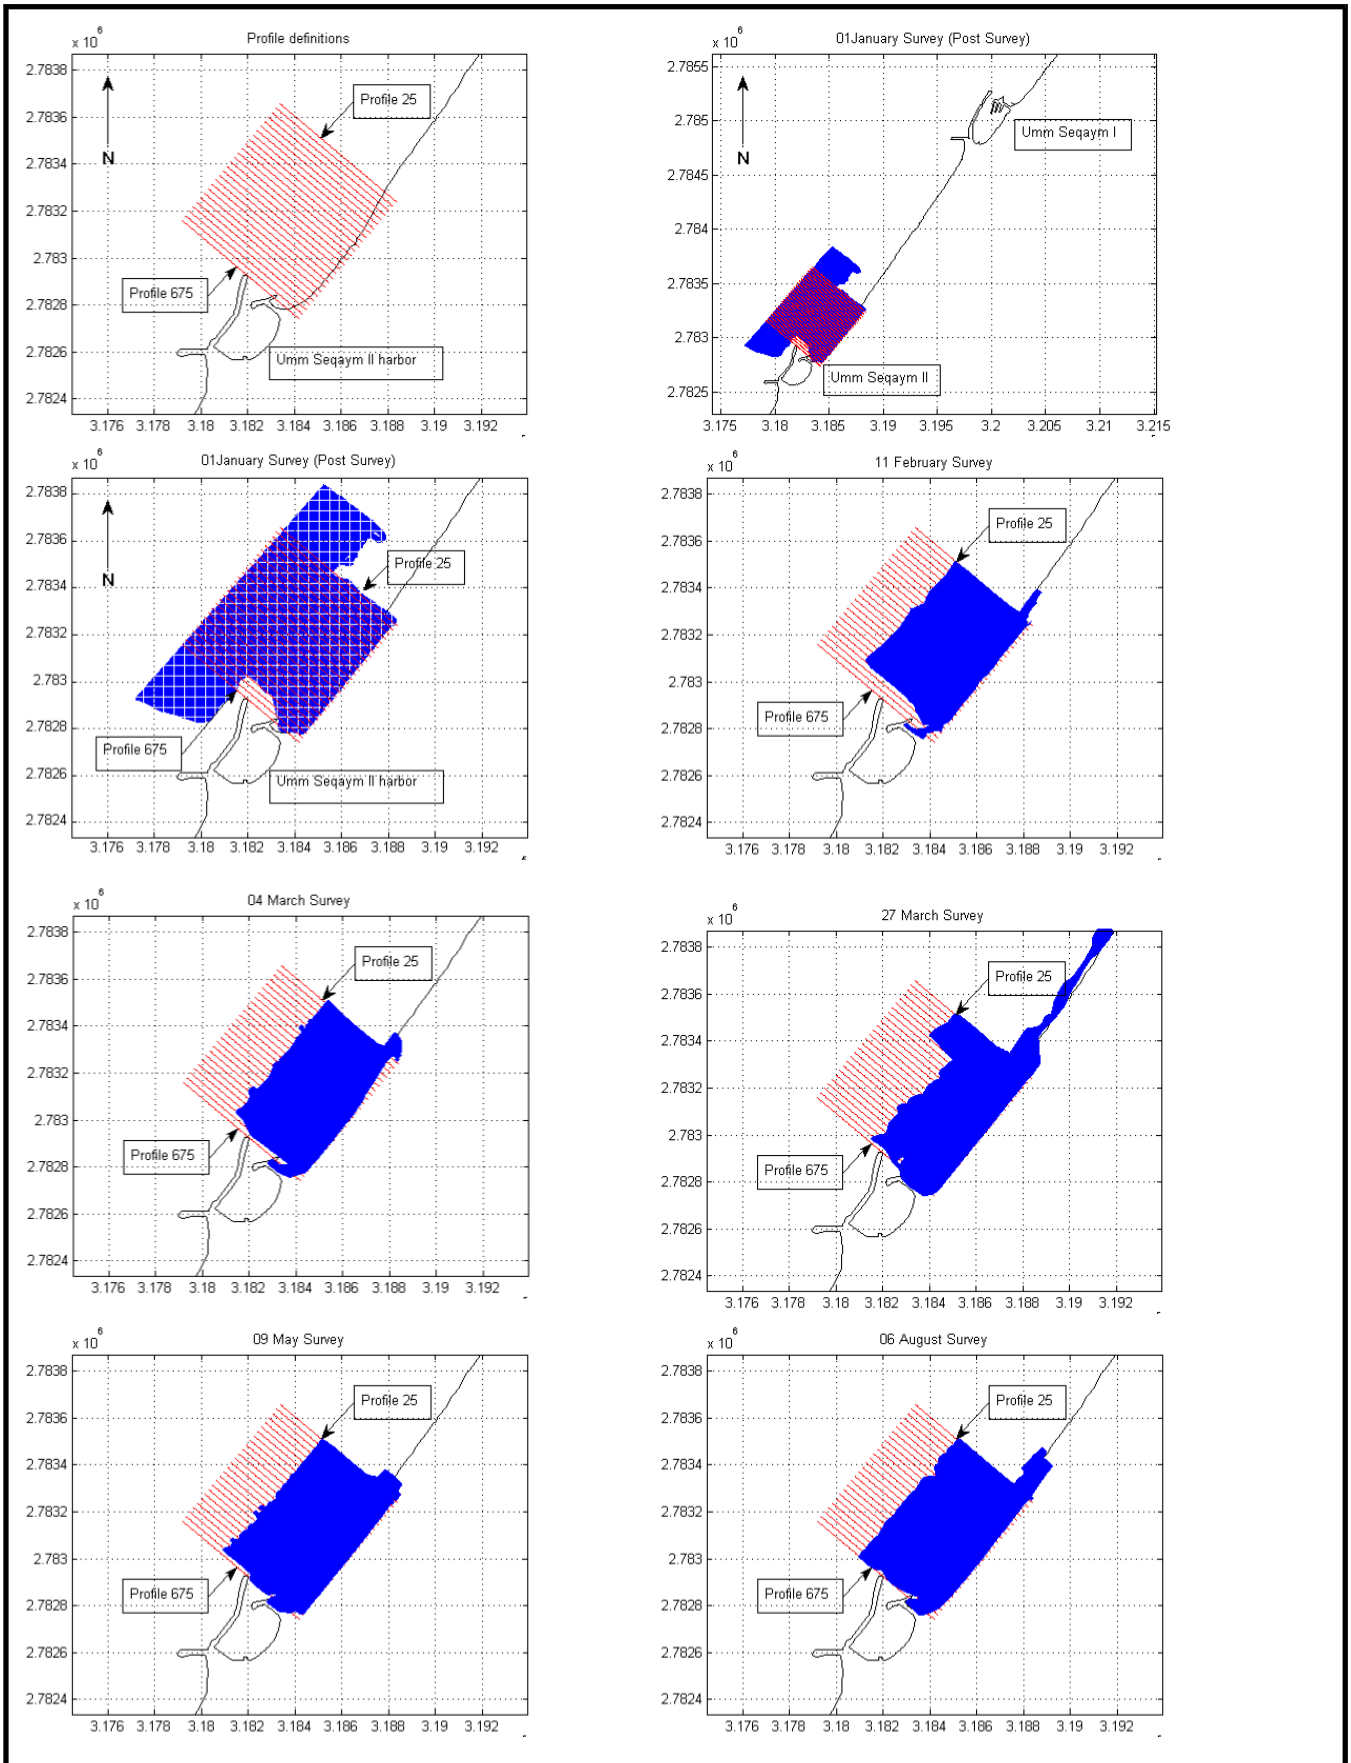 Profile definitions
x 10^6
2.7838
2.7836
2.7834
2.7832
2.783
2.7828
2.7826
2.7824
N
Profile 25
Profile 675
Umm Seqaym II harbor
3.176 3.178 3.18 3.182 3.184 3.186 3.188 3.19 3.192
01January Survey (Post Survey)
x 10^6
2.7855
2.785
2.7845
2.784
2.7835
2.783
2.7825
N
Umm Seqaym I
Umm Seqaym II
3.175 3.18 3.185 3.19 3.195 3.2 3.205 3.21 3.215
01January Survey (Post Survey)
x 10^6
2.7838
2.7836
2.7834
2.7832
2.783
2.7828
2.7826
2.7824
N
Profile 25
Profile 675
Umm Seqaym II harbor
3.176 3.178 3.18 3.182 3.184 3.186 3.188 3.19 3.192
11 February Survey
x 10^6
2.7838
2.7836
2.7834
2.7832
2.783
2.7828
2.7826
2.7824
Profile 25
Profile 675
3.176 3.178 3.18 3.182 3.184 3.186 3.188 3.19 3.192
04 March Survey
x 10^6
2.7838
2.7836
2.7834
2.7832
2.783
2.7828
2.7826
2.7824
Profile 25
Profile 675
3.176 3.178 3.18 3.182 3.184 3.186 3.188 3.19 3.192
27 March Survey
x 10^6
2.7838
2.7836
2.7834
2.7832
2.783
2.7828
2.7826
2.7824
Profile 25
Profile 675
3.176 3.178 3.18 3.182 3.184 3.186 3.188 3.19 3.192
09 May Survey
x 10^6
2.7838
2.7836
2.7834
2.7832
2.783
2.7828
2.7826
2.7824
Profile 25
Profile 675
3.176 3.178 3.18 3.182 3.184 3.186 3.188 3.19 3.192
06 August Survey
x 10^6
2.7838
2.7836
2.7834
2.7832
2.783
2.7828
2.7826
2.7824
Profile 25
Profile 675
3.176 3.178 3.18 3.182 3.184 3.186 3.188 3.19 3.192